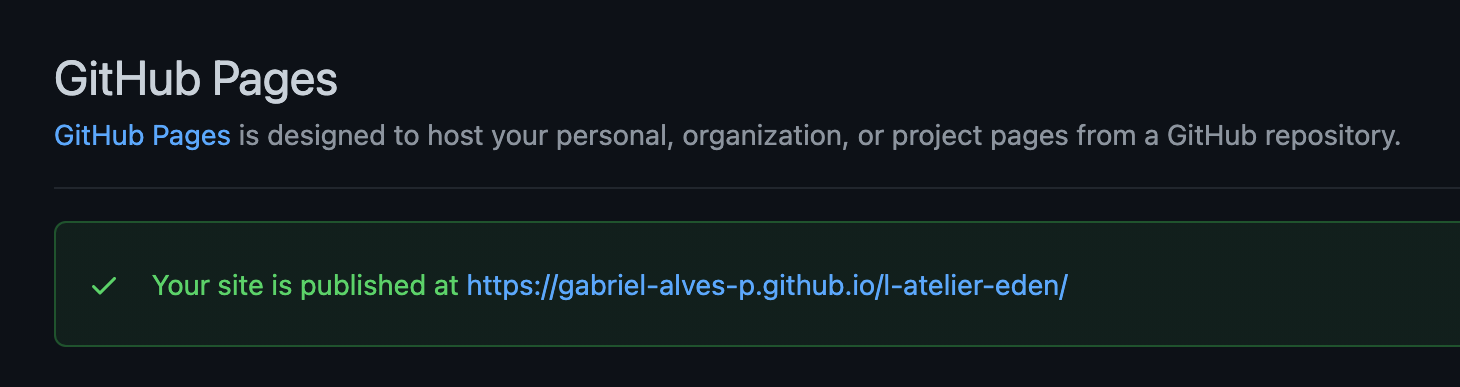 GitHub Pages
GitHub Pages is designed to host your personal, organization, or project pages from a GitHub repository.
Your site is published at https://gabriel-alves-p.github.io/l-atelier-eden/